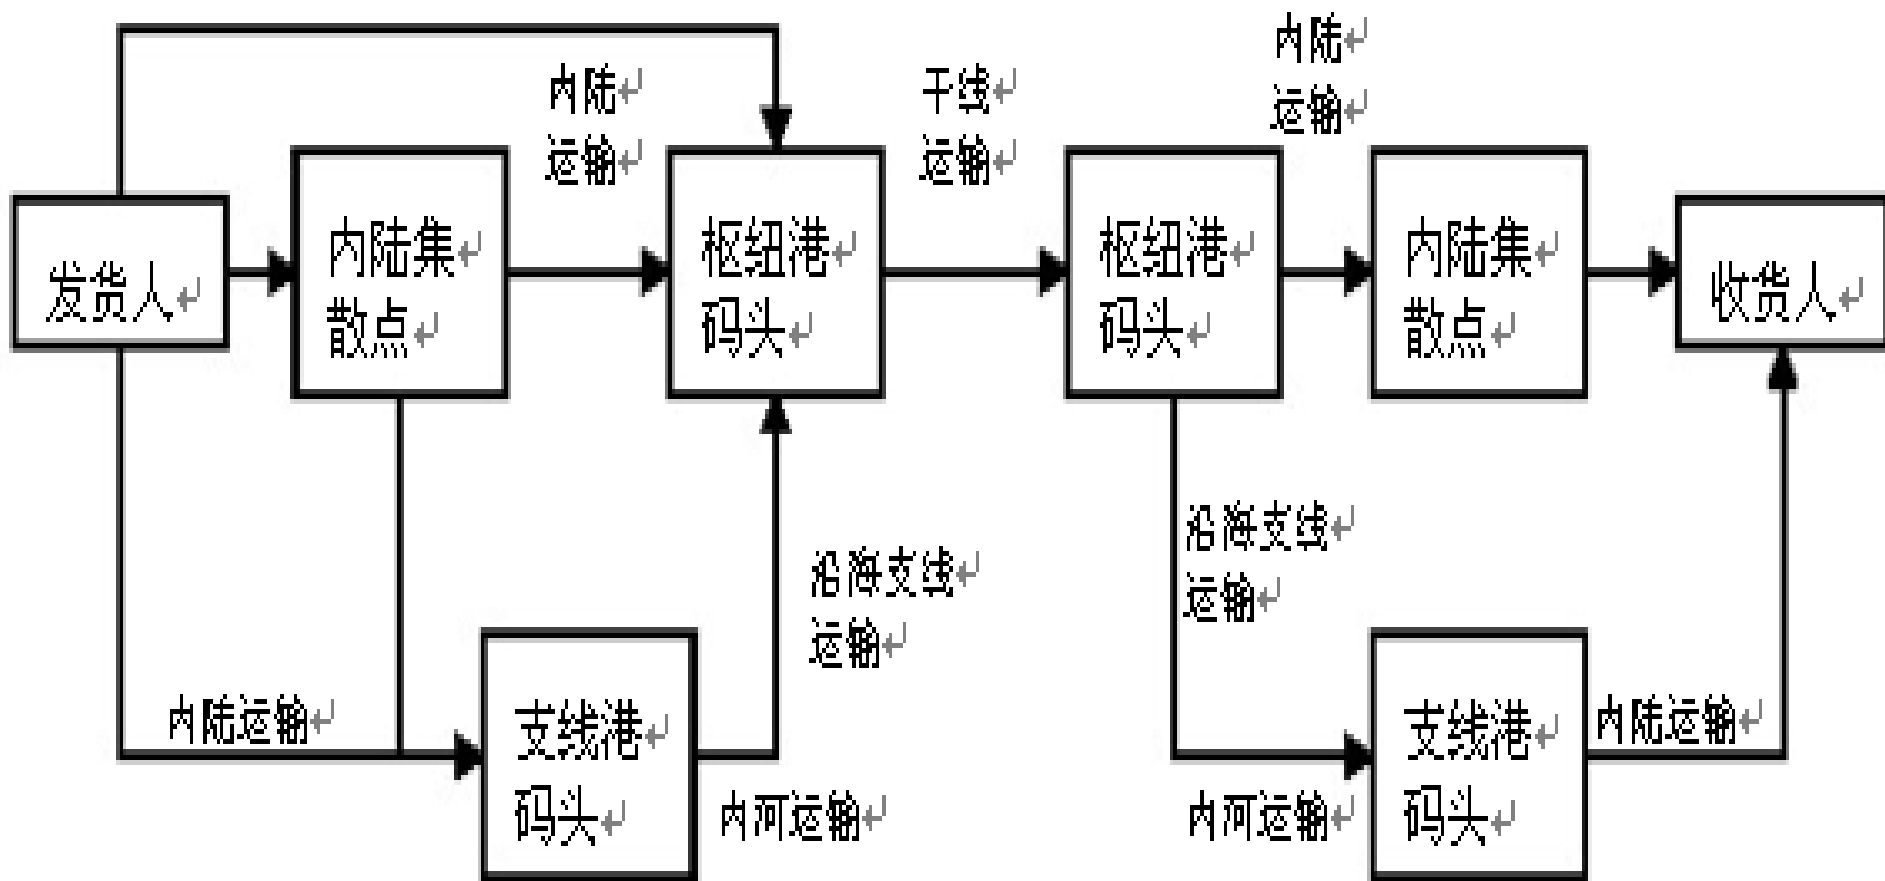 内陆
运输
干线
运输
内陆
运输
发货人
内陆集
散点
枢纽港
码头
枢纽港
码头
内陆集
散点
收货人
沿海支线
运输
沿海支线
运输
内陆运输
支线港
码头
内河运输
内河运输
支线港
码头
内陆运输